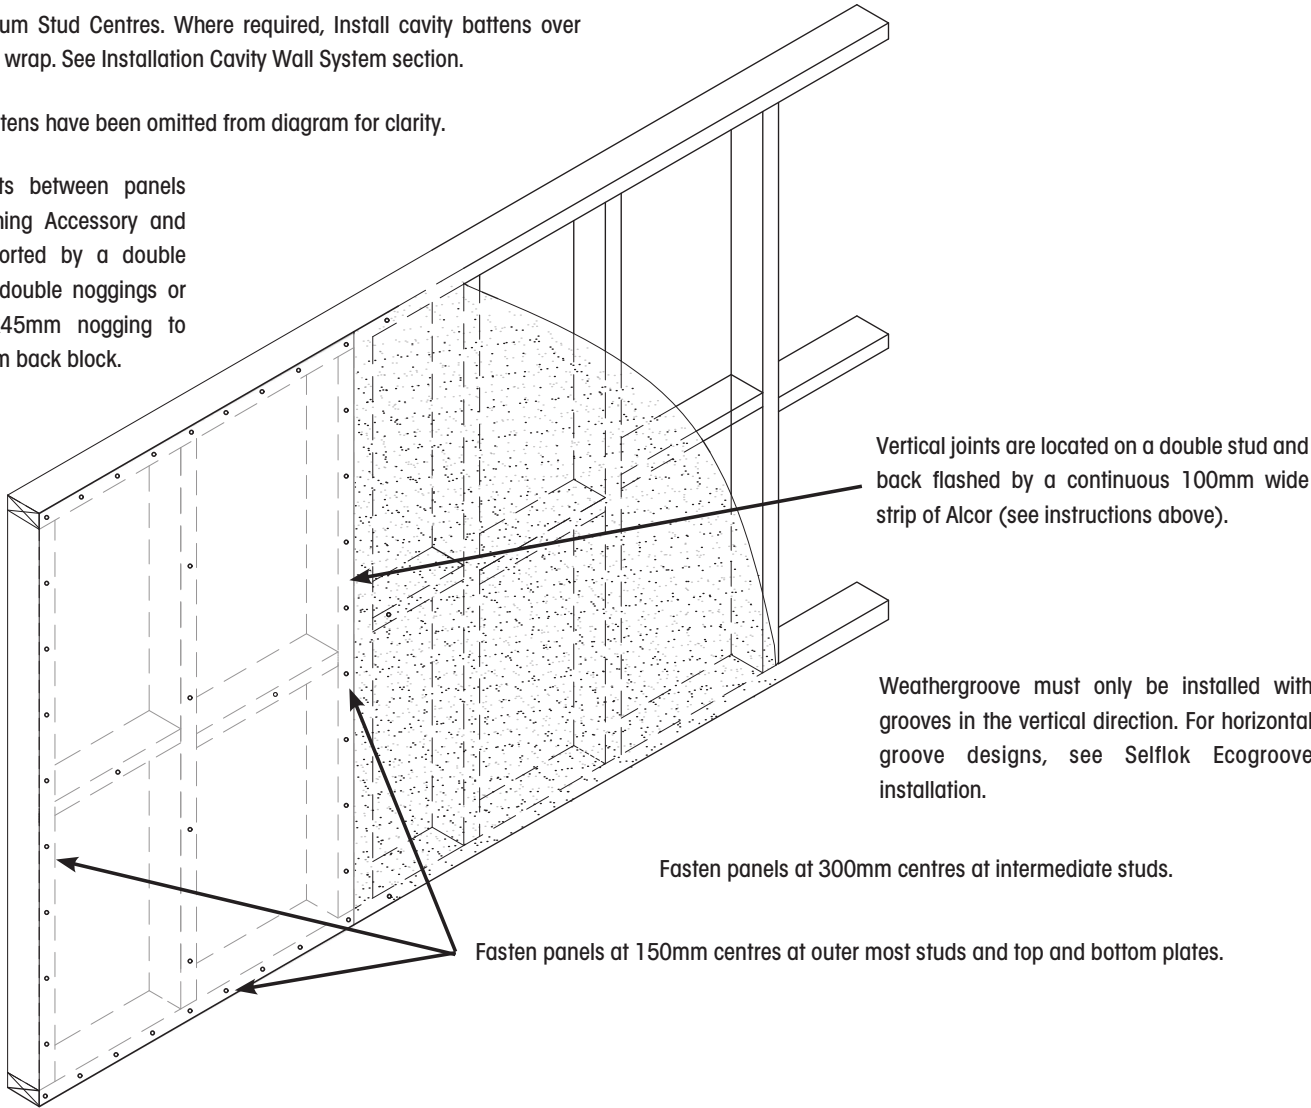 um Stud Centres. Where required, Install cavity battens over
wrap. See Installation Cavity Wall System section.
tens have been omitted from diagram for clarity.
ts between panels
ning Accessory and
orted by a double
double noggings or
45mm nogging to
m back block.
Vertical joints are located on a double stud and
back flashed by a continuous 100mm wide
strip of Alcor (see instructions above).
Weathergroove must only be installed with
grooves in the vertical direction. For horizontal
groove designs, see Selflok Ecogroove
installation.
Fasten panels at 300mm centres at intermediate studs.
Fasten panels at 150mm centres at outer most studs and top and bottom plates.